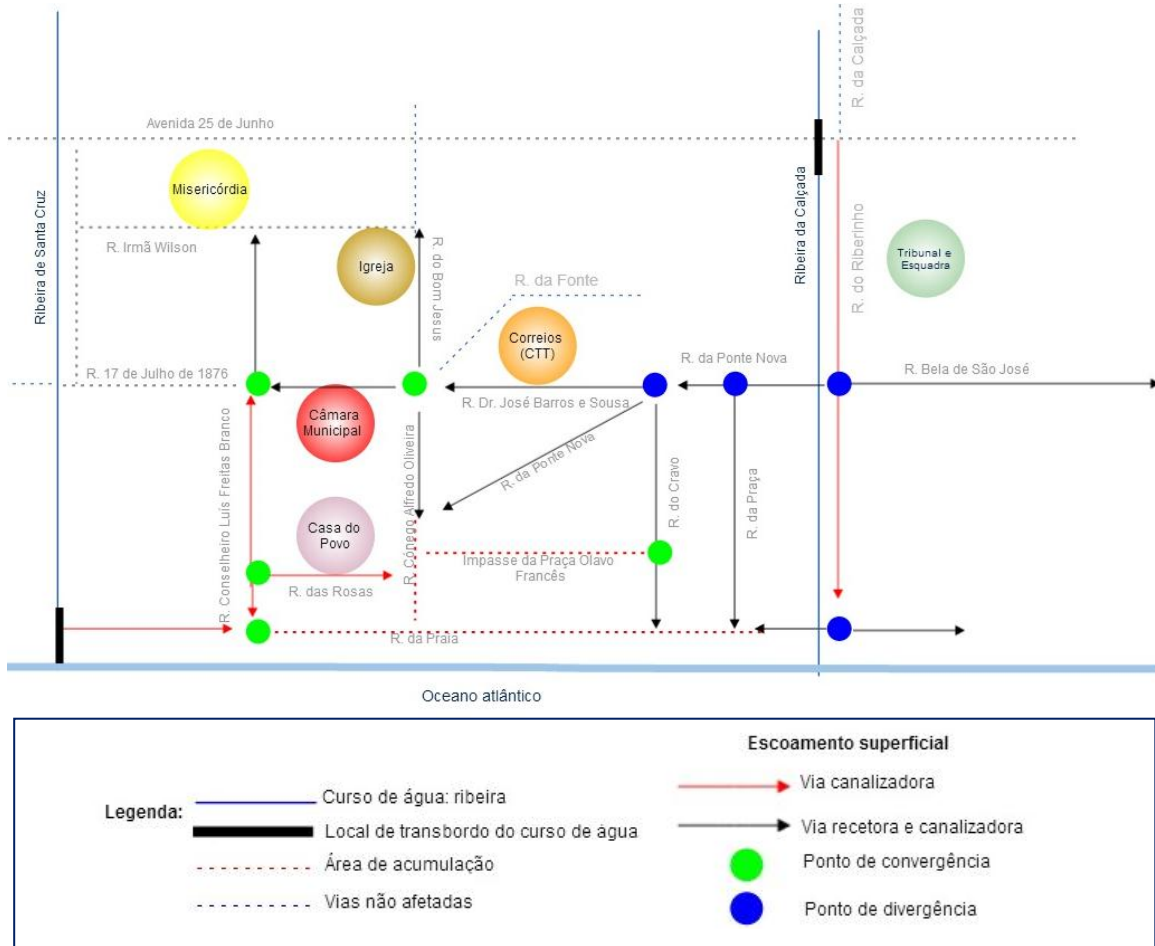 R. da Calçada
Avenida 25 de Junho
Ribeira de Santa Cruz
Misericórdia
R. Irmã Wilson
Igreja
R. do Bom Jesus
R. da Fonte
Correios
(CTT)
Ribeira da Calçada
R. do Riberinho
Tribunal e
Esquadra
R. 17 de Julho de 1876
R. da Ponte Nova
R. Bela de São José
R. Dr. José Barros e Sousa
Câmara
Municipal
R. Conselheiro Luís Freitas Branco
R. Cónego Alfredo Oliveira
R. da Ponte Nova
R. do Cravo
R. da Praça
Casa do
Povo
Impasse da Praça Olavo
Francês
R. das Rosas
R. da Praia
Oceano atlântico
Legenda:
Curso de água: ribeira
Local de transbordo do curso de água
Área de acumulação
Vias não afetadas
Escoamento superficial
Via canalizadora
Via recetora e canalizadora
Ponto de convergência
Ponto de divergência